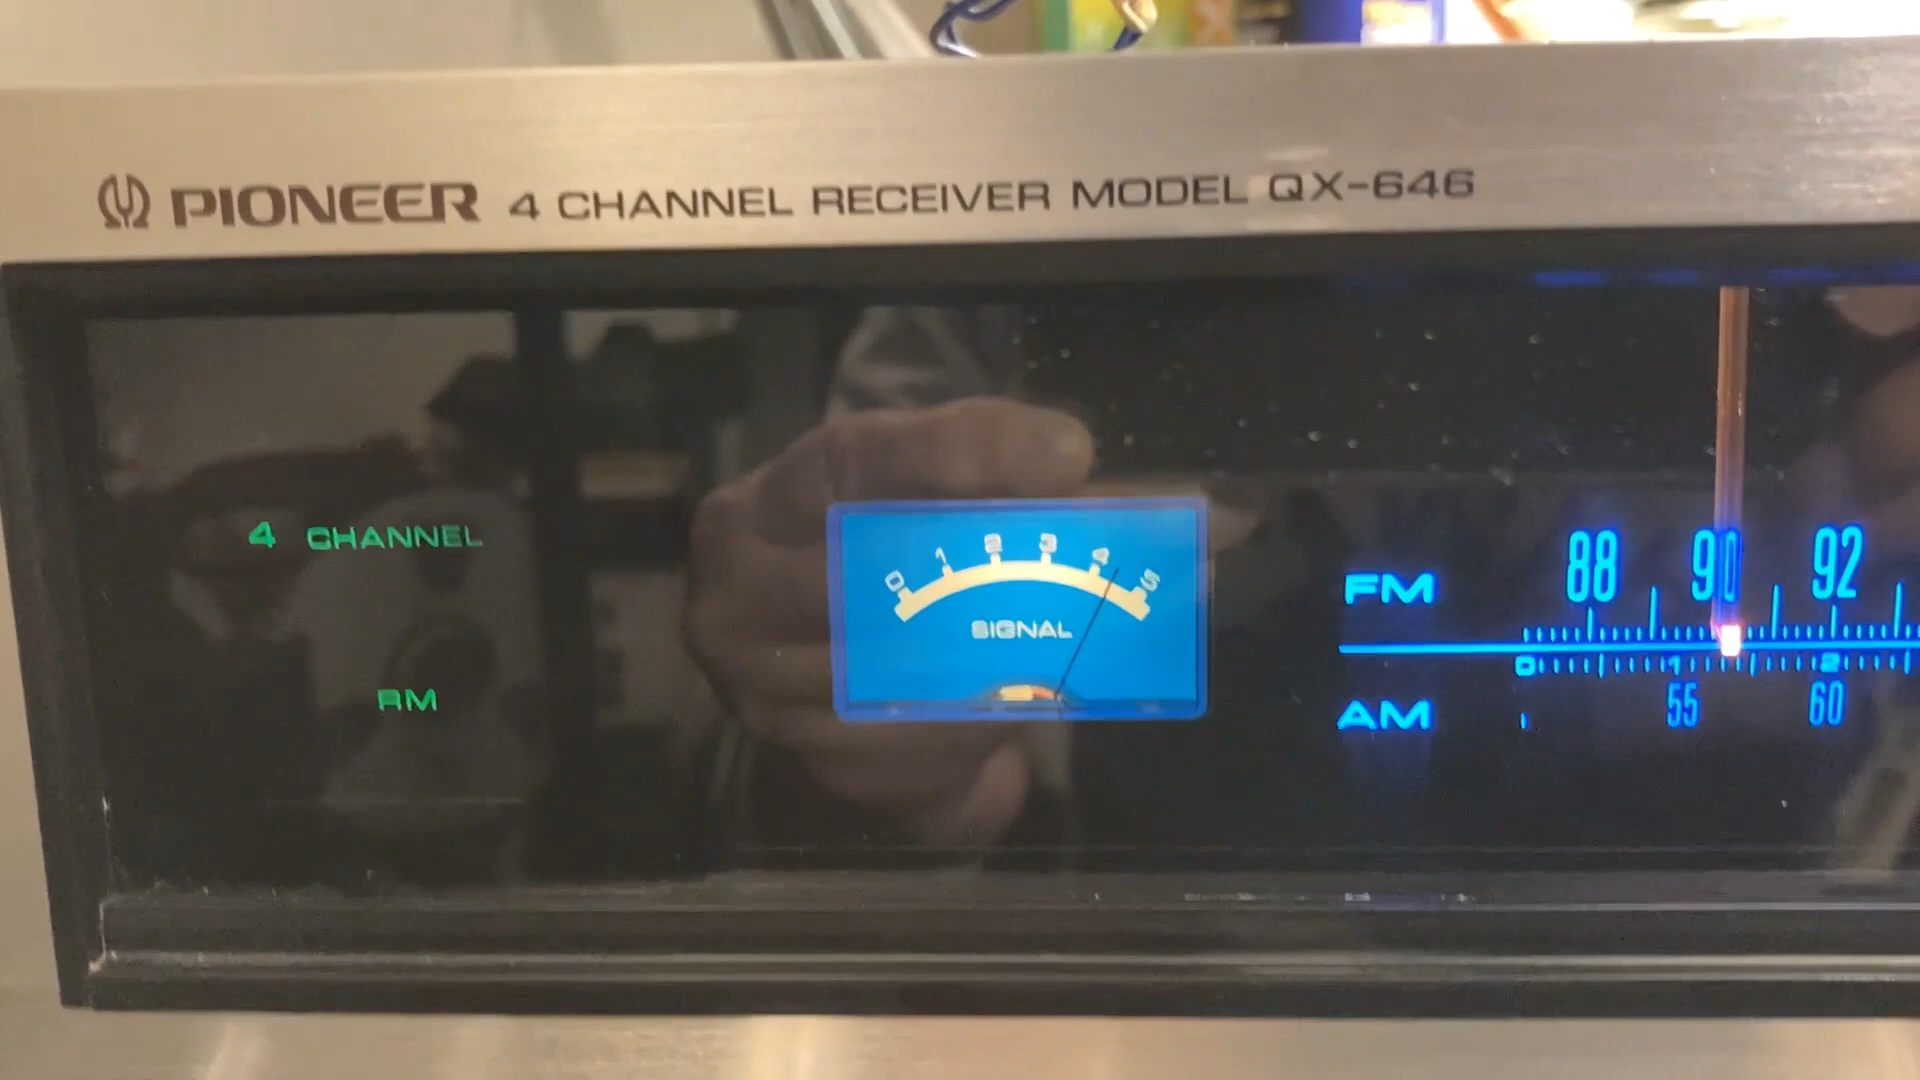 PIONEER 4 CHANNEL RECEIVER MODEL QX-646
4 CHANNEL
RM
0 1 2 3 4 5
SIGNAL
FM 88 90 92
0 1 2
AM 55 60